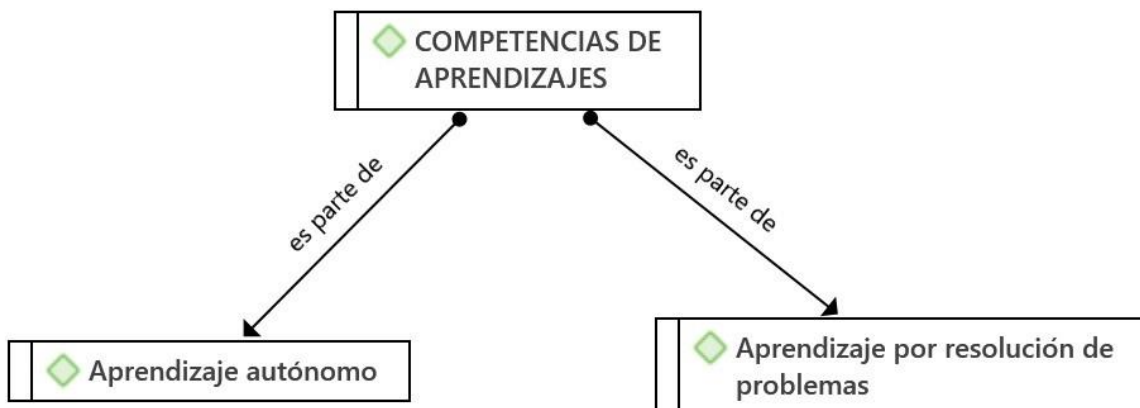 COMPETENCIAS DE
APRENDIZAJES
es parte de
es parte de
Aprendizaje autónomo
Aprendizaje por resolución de
problemas